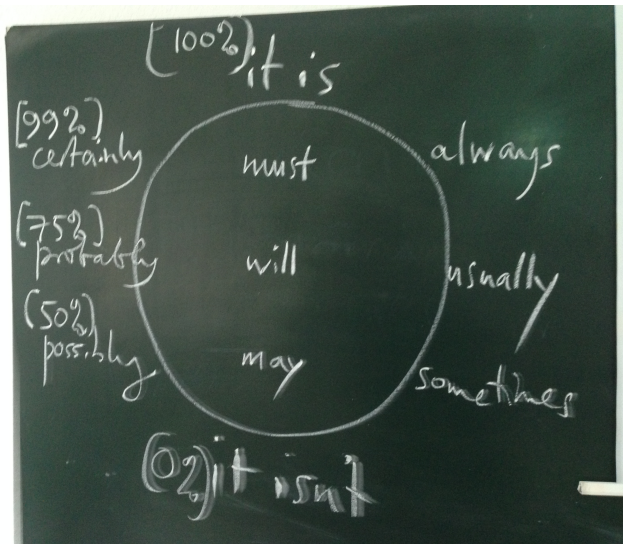 (100%) it is
(99%)
certainly must always
(75%)
probably will usually
(50%)
possibly may sometimes
(0%) it isn't